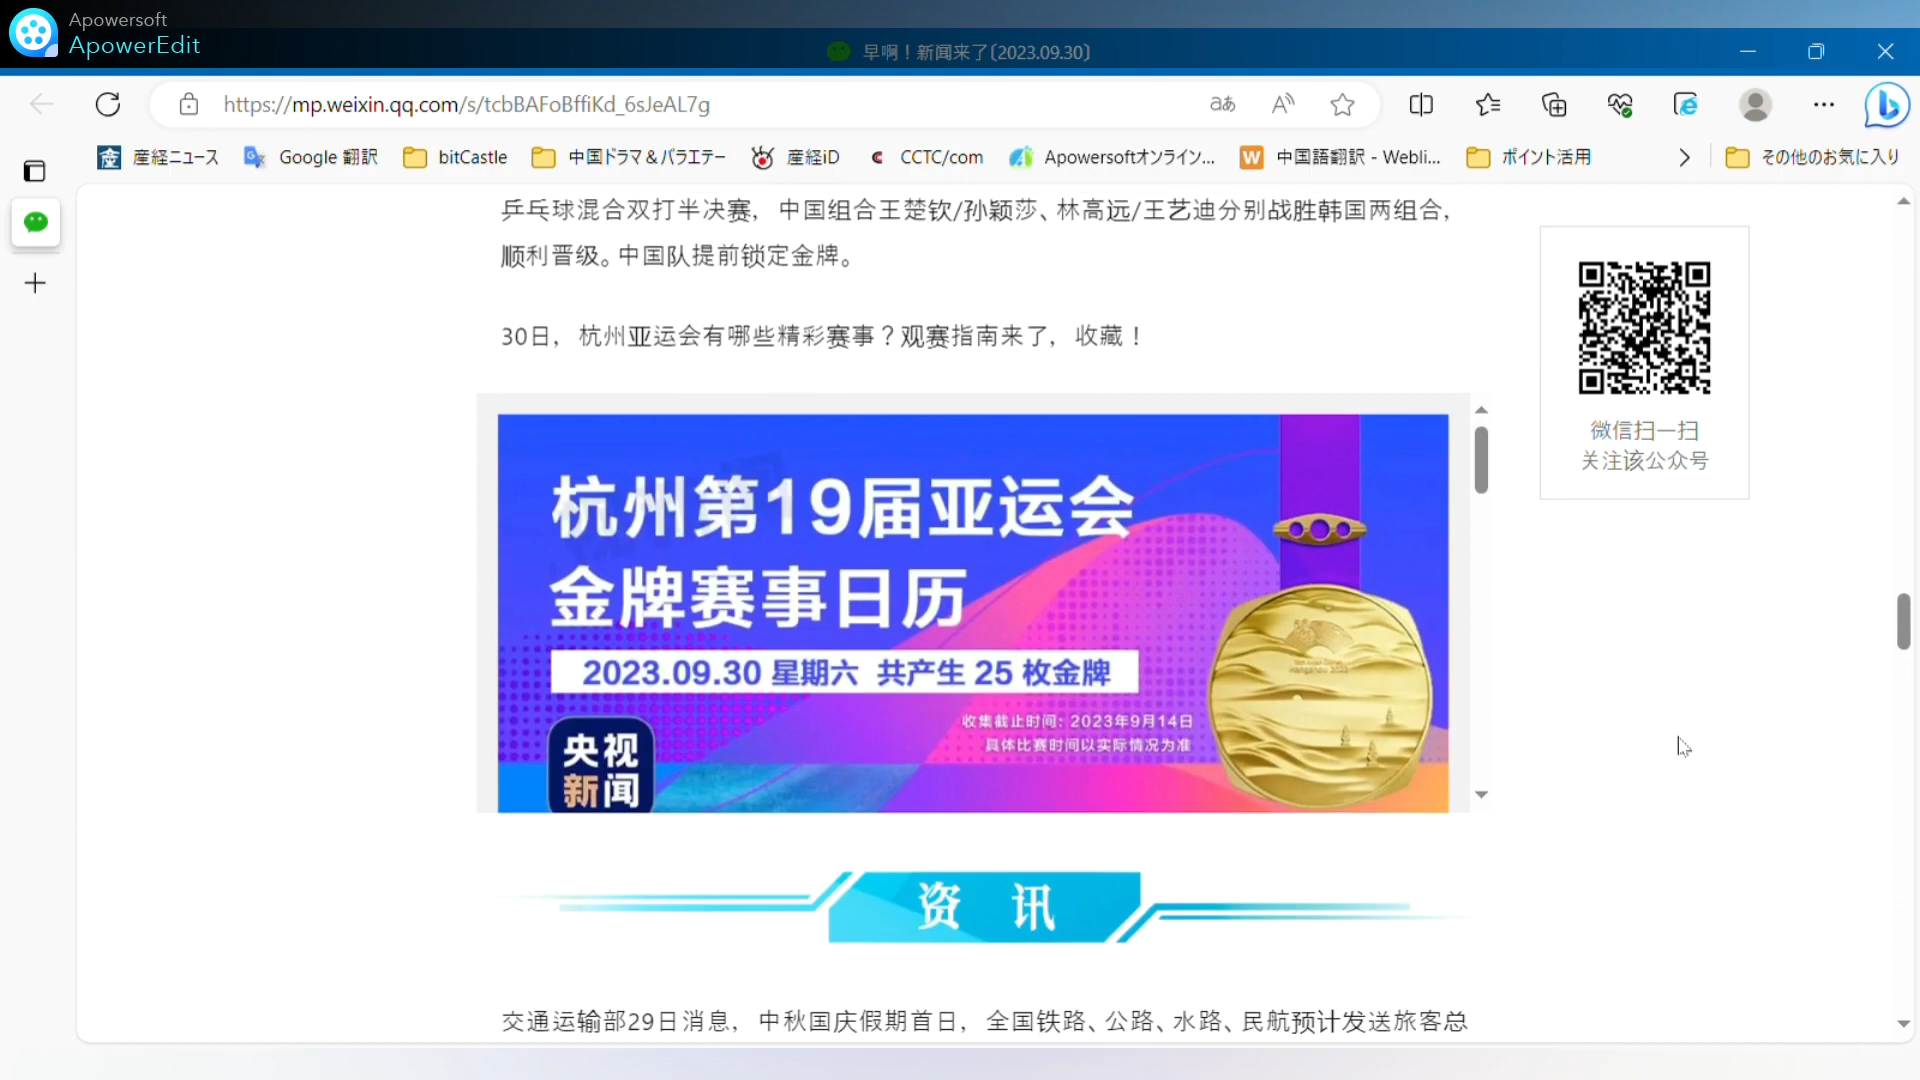 Apowersoft
ApowerEdit
早啊！新闻来了〔2023.09.30〕
https://mp.weixin.qq.com/s/tcbBAFoBffiKd_6sJeAL7g
aあ
産経ニュース
Google 翻訳
bitCastle
中国ドラマ＆バラエテー
産経iD
CCTC/com
Apowersoftオンライン...
中国語翻訳 - Webli...
ポイント活用
その他のお気に入り
乒乓球混合双打半决赛，中国组合王楚钦/孙颖莎、林高远/王艺迪分别战胜韩国两组合，
顺利晋级。中国队提前锁定金牌。
30日，杭州亚运会有哪些精彩赛事？观赛指南来了，收藏！
微信扫一扫
关注该公众号
杭州第19届亚运会
金牌赛事日历
2023.09.30 星期六 共产生 25 枚金牌
收集截止时间: 2023年9月14日
具体比赛时间以实际情况为准
央视
新闻
资 讯
交通运输部29日消息，中秋国庆假期首日，全国铁路、公路、水路、民航预计发送旅客总